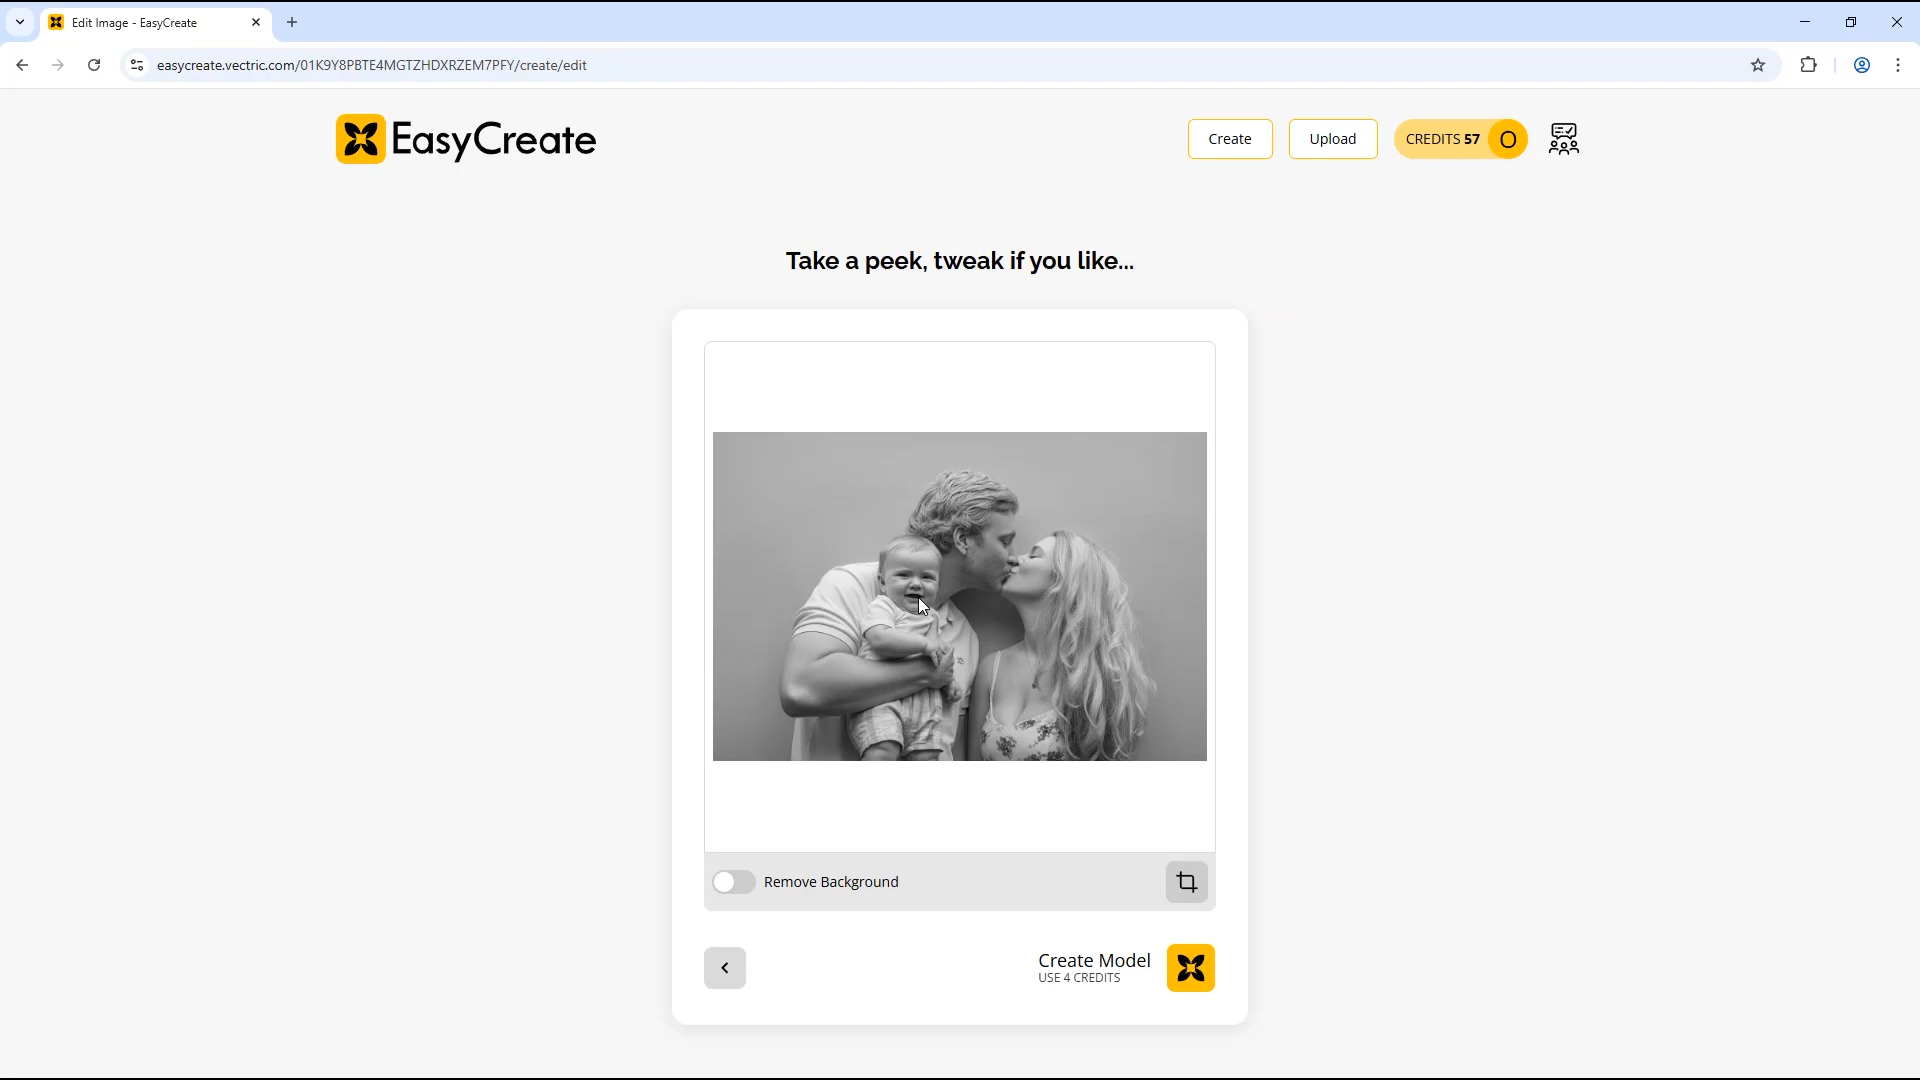 Edit Image - EasyCreate
easycreate.vectric.com/01K9Y8PBTE4MGTZHDXRZEM7PFY/create/edit
EasyCreate
Create
Upload
CREDITS 57
Take a peek, tweak if you like...
Remove Background
Create Model
USE 4 CREDITS